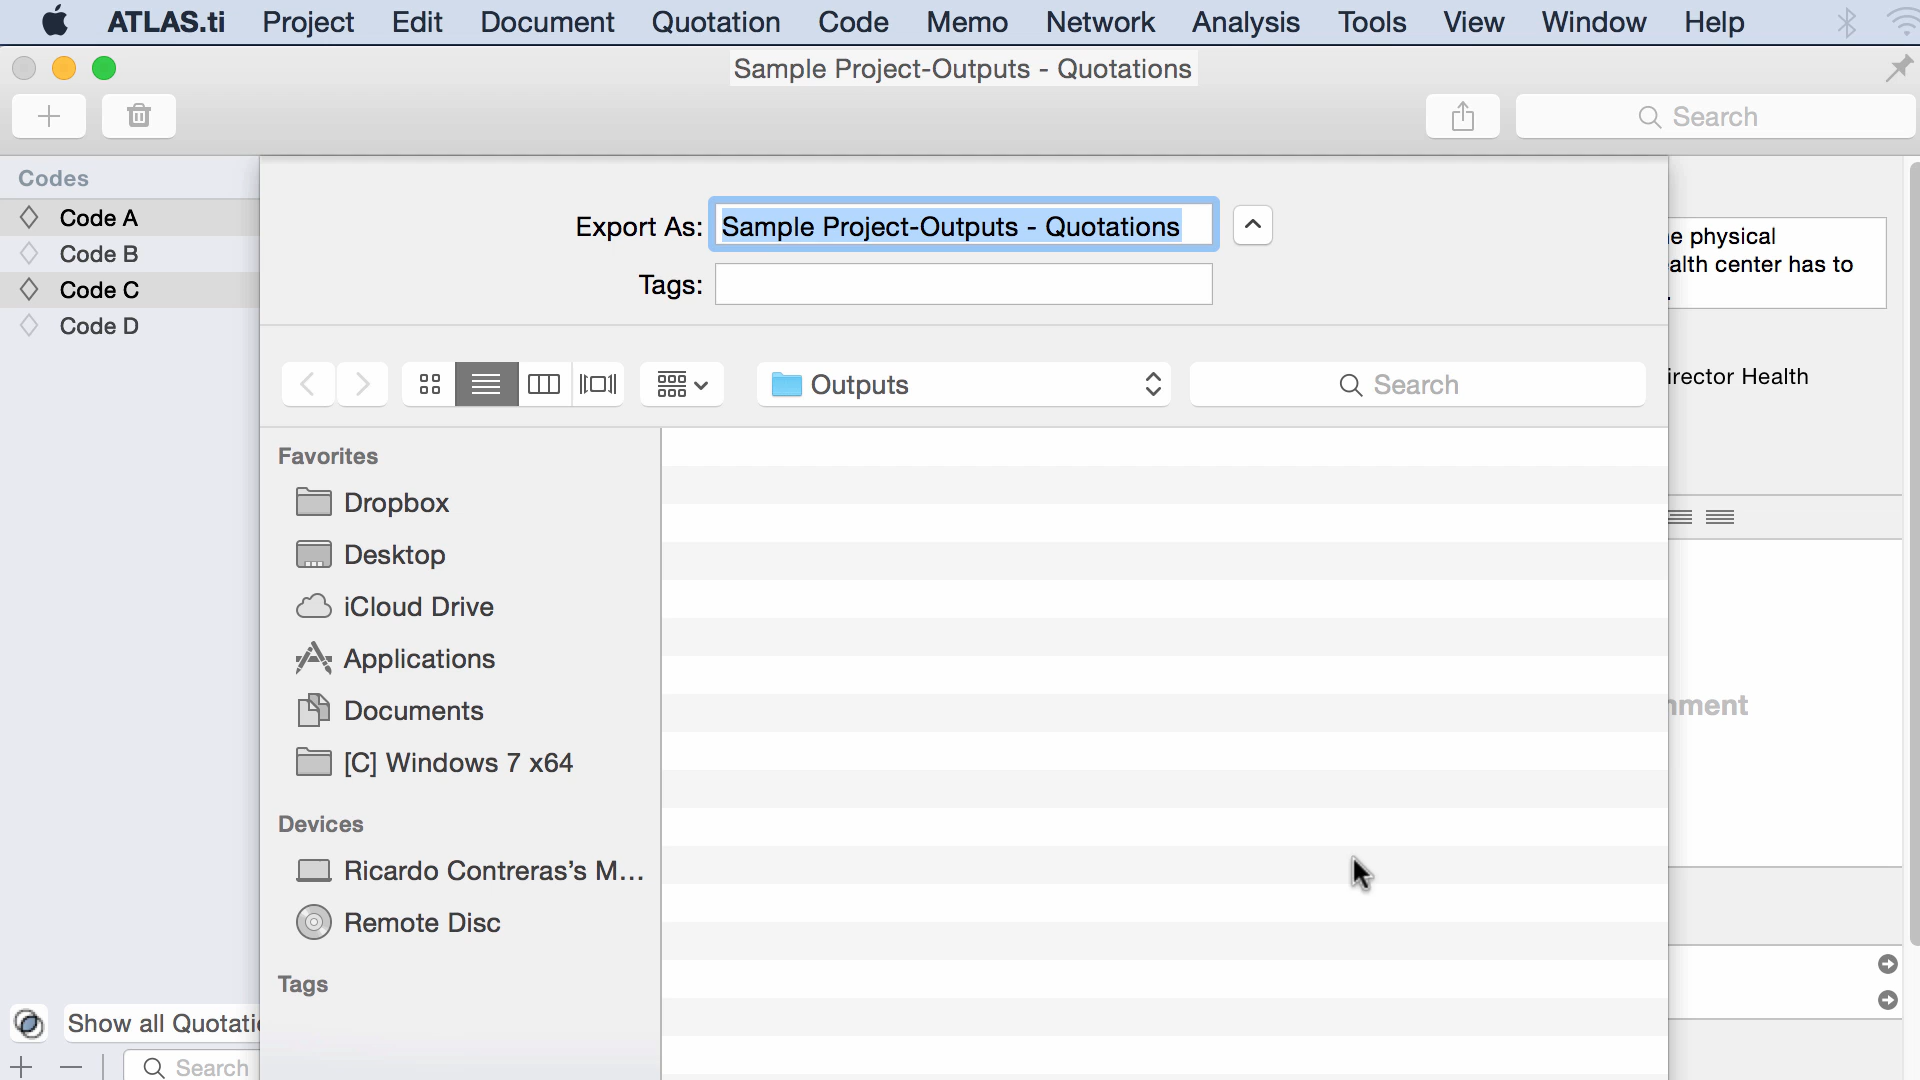 ATLAS.ti Project Edit Document Quotation Code Memo Network Analysis Tools View Window Help
Sample Project-Outputs - Quotations
Search
Codes
Code A
Code B
Code C
Code D
Export As: Sample Project-Outputs - Quotations
Tags:
Outputs
Search
Favorites
Dropbox
Desktop
iCloud Drive
Applications
Documents
[C] Windows 7 x64
Devices
Ricardo Contreras’s M...
Remote Disc
Tags
e physical
alth center has to
.
irector Health
ment
Show all Quotati
Search